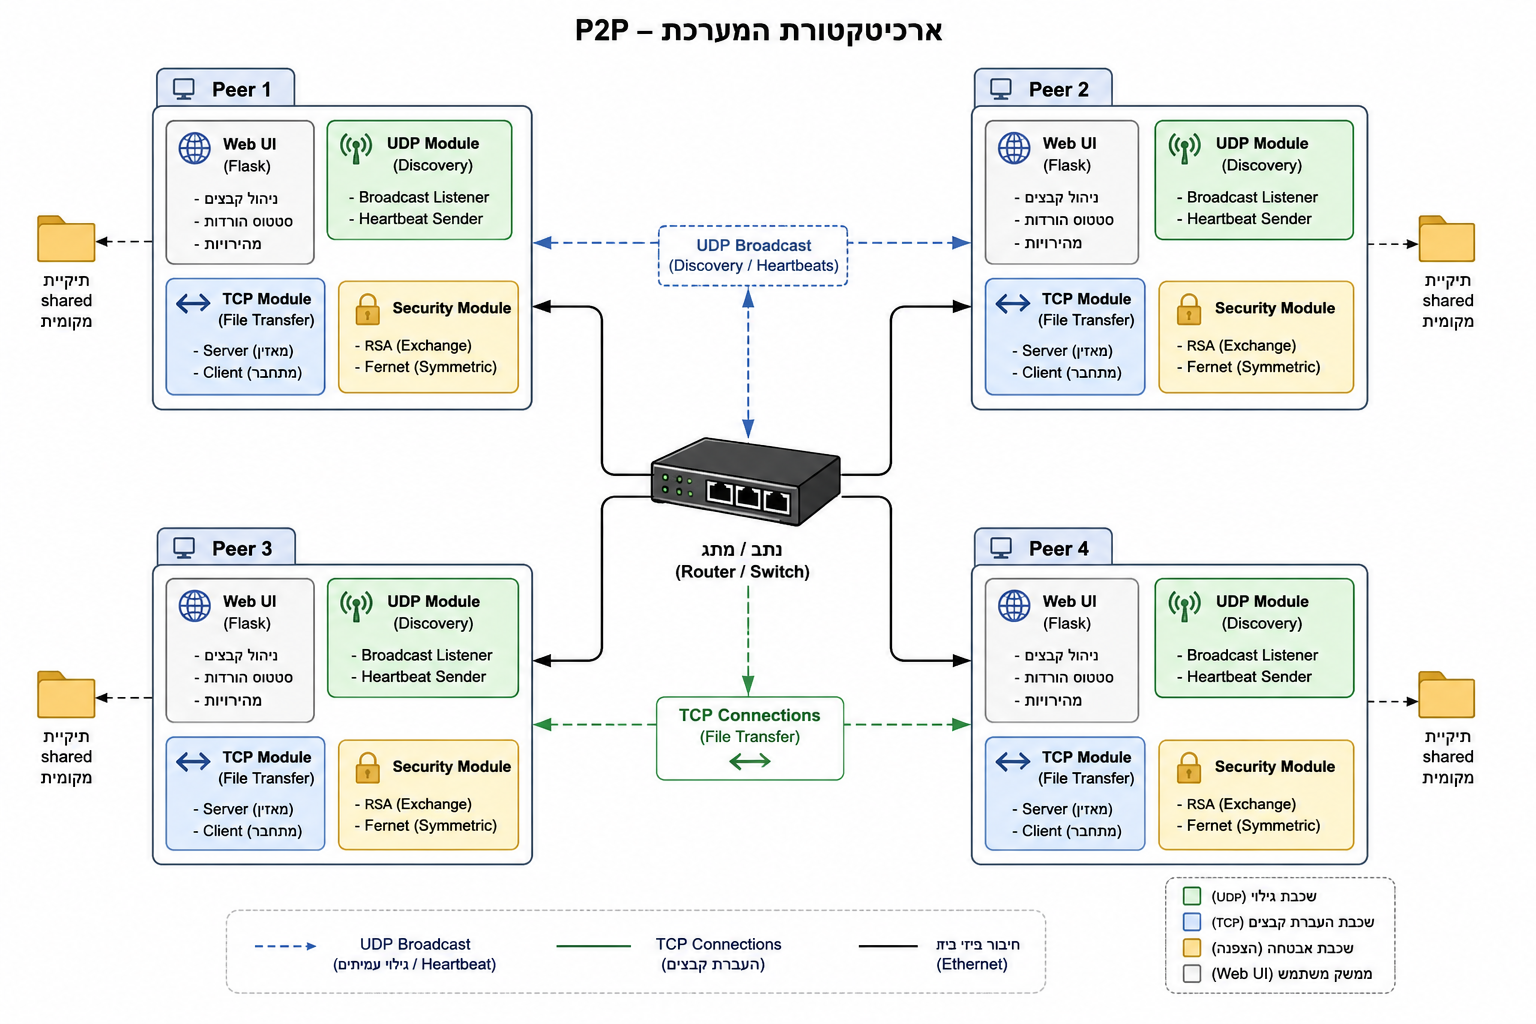 ארכיטקטורת המערכת – P2P
Peer 1
Web UI
(Flask)
- ניהול קבצים
- סטטוס הורדות
- מהירויות
UDP Module
(Discovery)
- Broadcast Listener
- Heartbeat Sender
TCP Module
(File Transfer)
- Server (מאזין)
- Client (מתחבר)
Security Module
- RSA (Exchange)
- Fernet (Symmetric)
תיקיית
shared
מקומית
Peer 2
Web UI
(Flask)
- ניהול קבצים
- סטטוס הורדות
- מהירויות
UDP Module
(Discovery)
- Broadcast Listener
- Heartbeat Sender
TCP Module
(File Transfer)
- Server (מאזין)
- Client (מתחבר)
Security Module
- RSA (Exchange)
- Fernet (Symmetric)
תיקיית
shared
מקומית
UDP Broadcast
(Discovery / Heartbeats)
נתב / מתג
(Router / Switch)
Peer 3
Web UI
(Flask)
- ניהול קבצים
- סטטוס הורדות
- מהירויות
UDP Module
(Discovery)
- Broadcast Listener
- Heartbeat Sender
TCP Module
(File Transfer)
- Server (מאזין)
- Client (מתחבר)
Security Module
- RSA (Exchange)
- Fernet (Symmetric)
תיקיית
shared
מקומית
TCP Connections
(File Transfer)
Peer 4
Web UI
(Flask)
- ניהול קבצים
- סטטוס הורדות
- מהירויות
UDP Module
(Discovery)
- Broadcast Listener
- Heartbeat Sender
TCP Module
(File Transfer)
- Server (מאזין)
- Client (מתחבר)
Security Module
- RSA (Exchange)
- Fernet (Symmetric)
תיקיית
shared
מקומית
UDP Broadcast
(גילוי עמיתים / Heartbeat)
TCP Connections
(העברת קבצים)
חיבור
(Ethernet)
שכבת גילוי (UDP)
שכבת העברת קבצים (TCP)
שכבת אבטחה (הצפנה)
ממשק משתמש (Web UI)